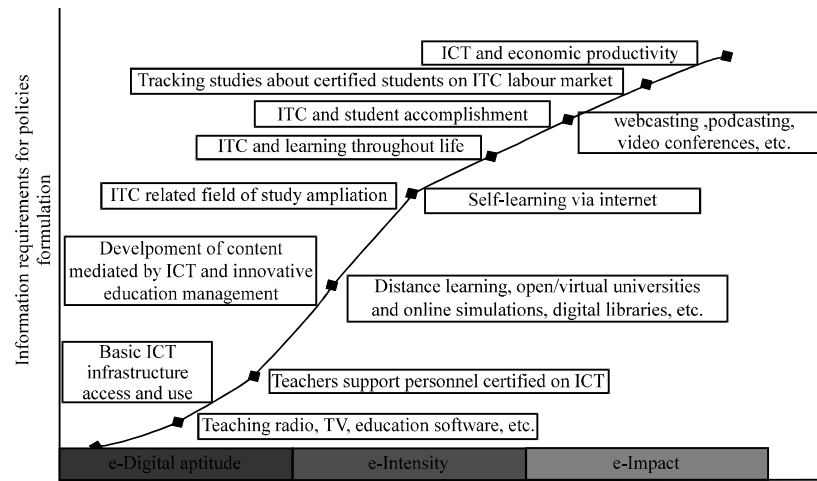 ICT and economic productivity
Tracking studies about certified students on ITC labour market
ITC and student accomplishment
webcasting ,podcasting,
video conferences, etc.
ITC and learning throughout life
ITC related field of study ampliation
Self-learning via internet
Develpoment of content
mediated by ICT and innovative
education management
Distance learning, open/virtual universities
and online simulations, digital libraries, etc.
Basic ICT
infrastructure
access and use
Teachers support personnel certified on ICT
Teaching radio, TV, education software, etc.
Information requirements for policies
formulation
e-Digital aptitude
e-Intensity
e-Impact